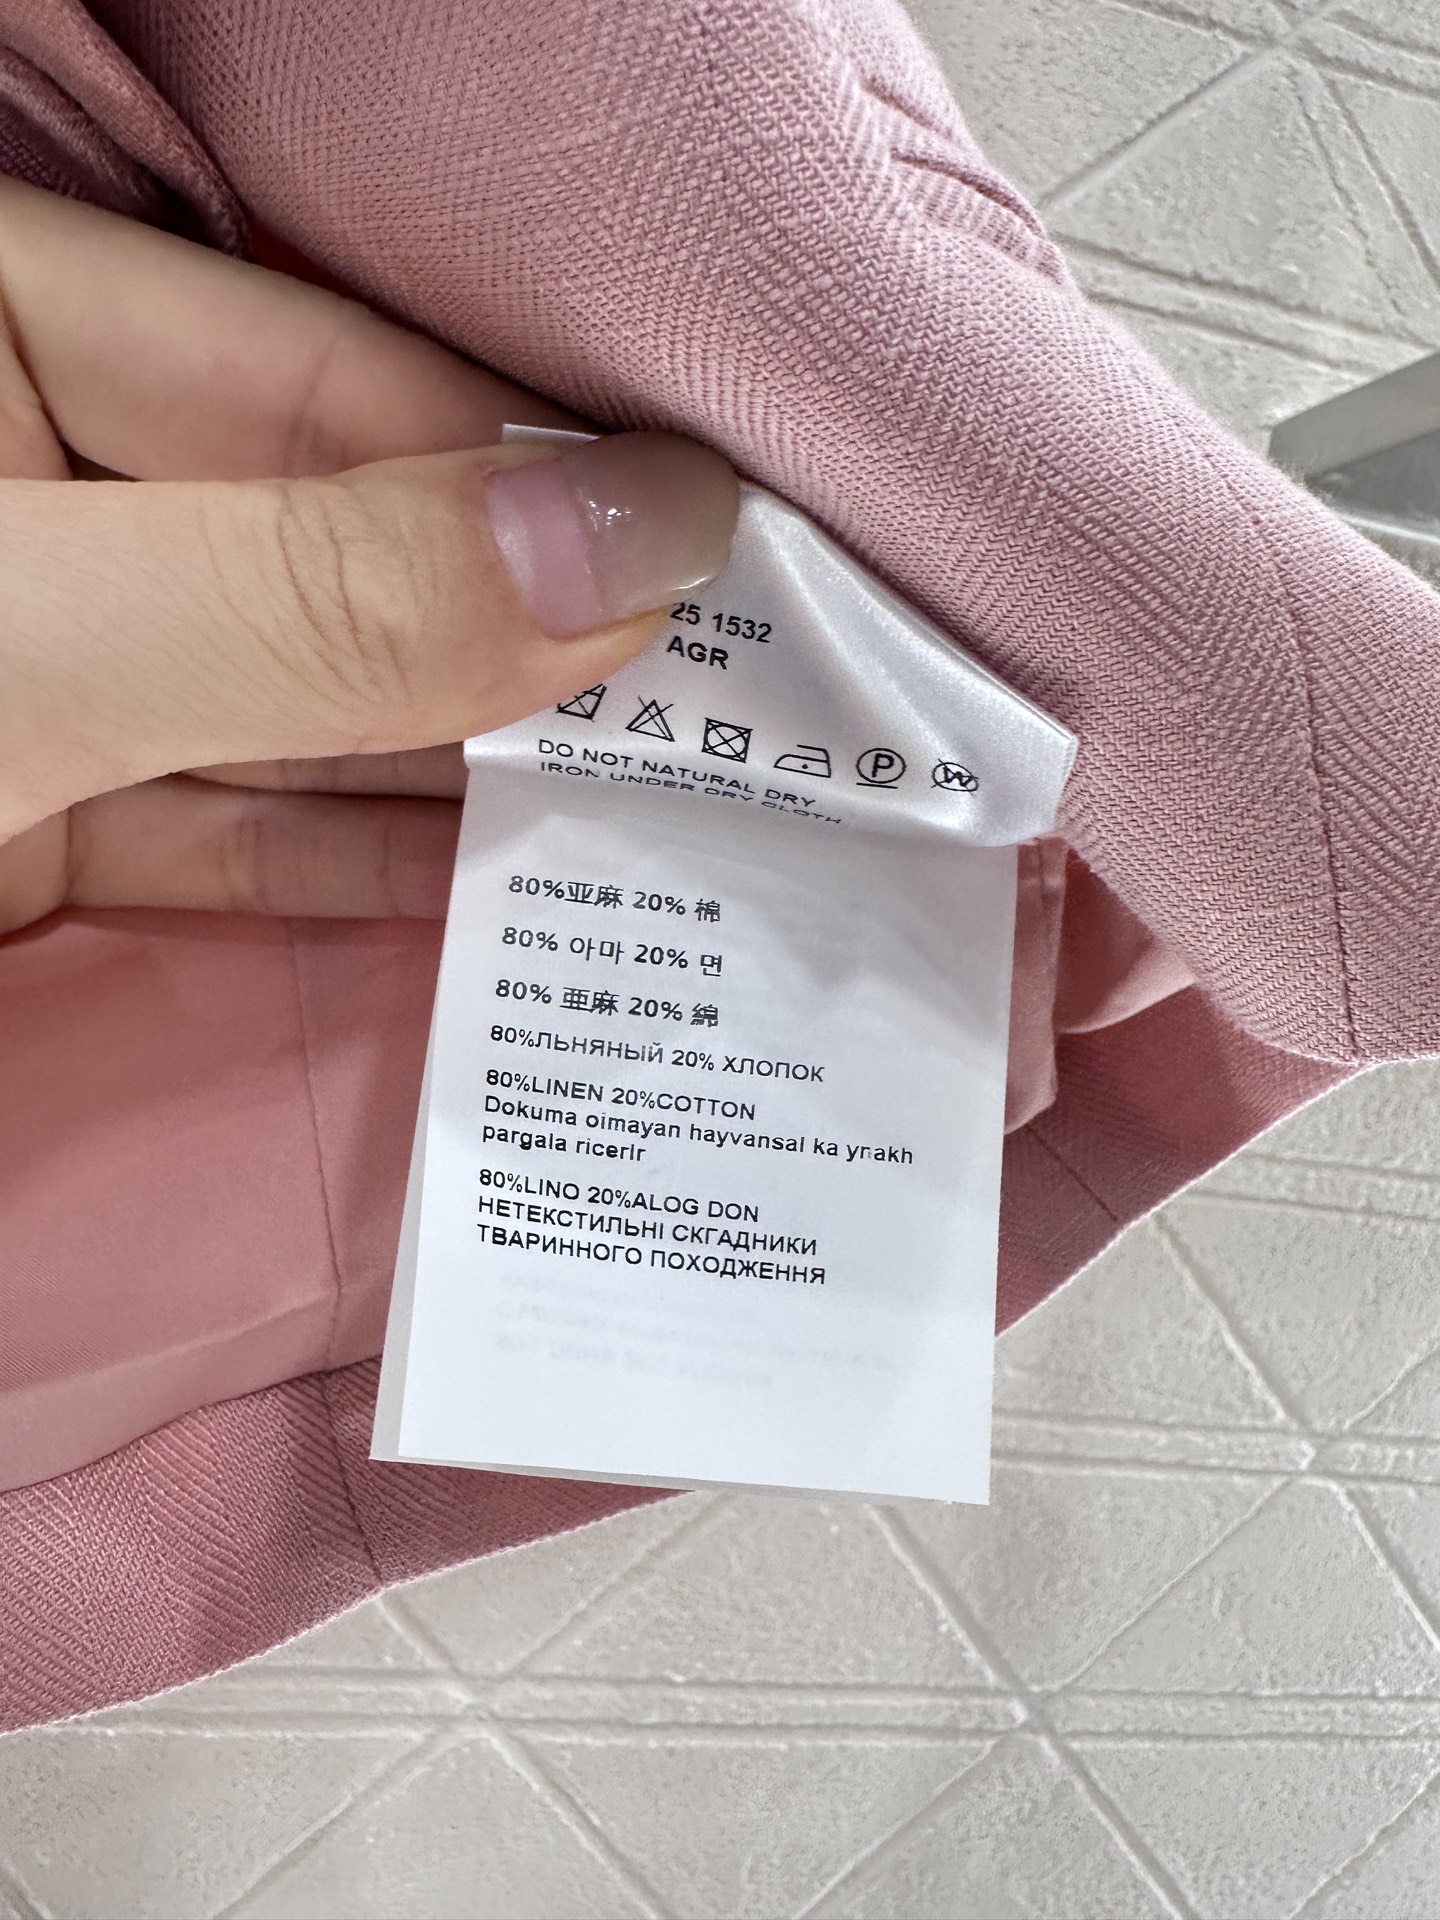 25 1532
AGR
P W
DO NOT NATURAL DRY
IRON UNDER DRY CLOTH
80%亚麻 20% 棉
80% 아마 20% 면
80% 亜麻 20% 綿
80%ЛЬНЯНЫЙ 20% ХЛОПОК
80%LINEN 20%COTTON
Dokuma oimayan hayvansal ka ynakh
pargala ricerir
80%LINO 20%ALOG DON
НЕТЕКСТИЛЬНІ СКГАДНИКИ
ТВАРИННОГО ПОХОДЖЕННЯ